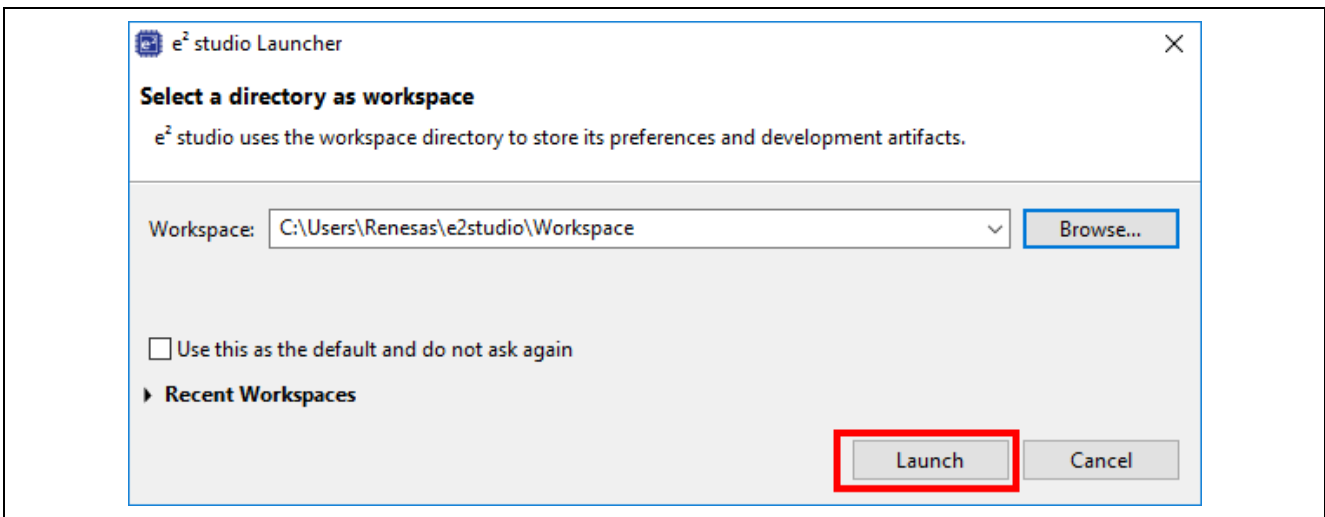 e² studio Launcher
Select a directory as workspace
e² studio uses the workspace directory to store its preferences and development artifacts.
Workspace: C:\Users\Renesas\e2studio\Workspace Browse...
Use this as the default and do not ask again
Recent Workspaces
Launch Cancel